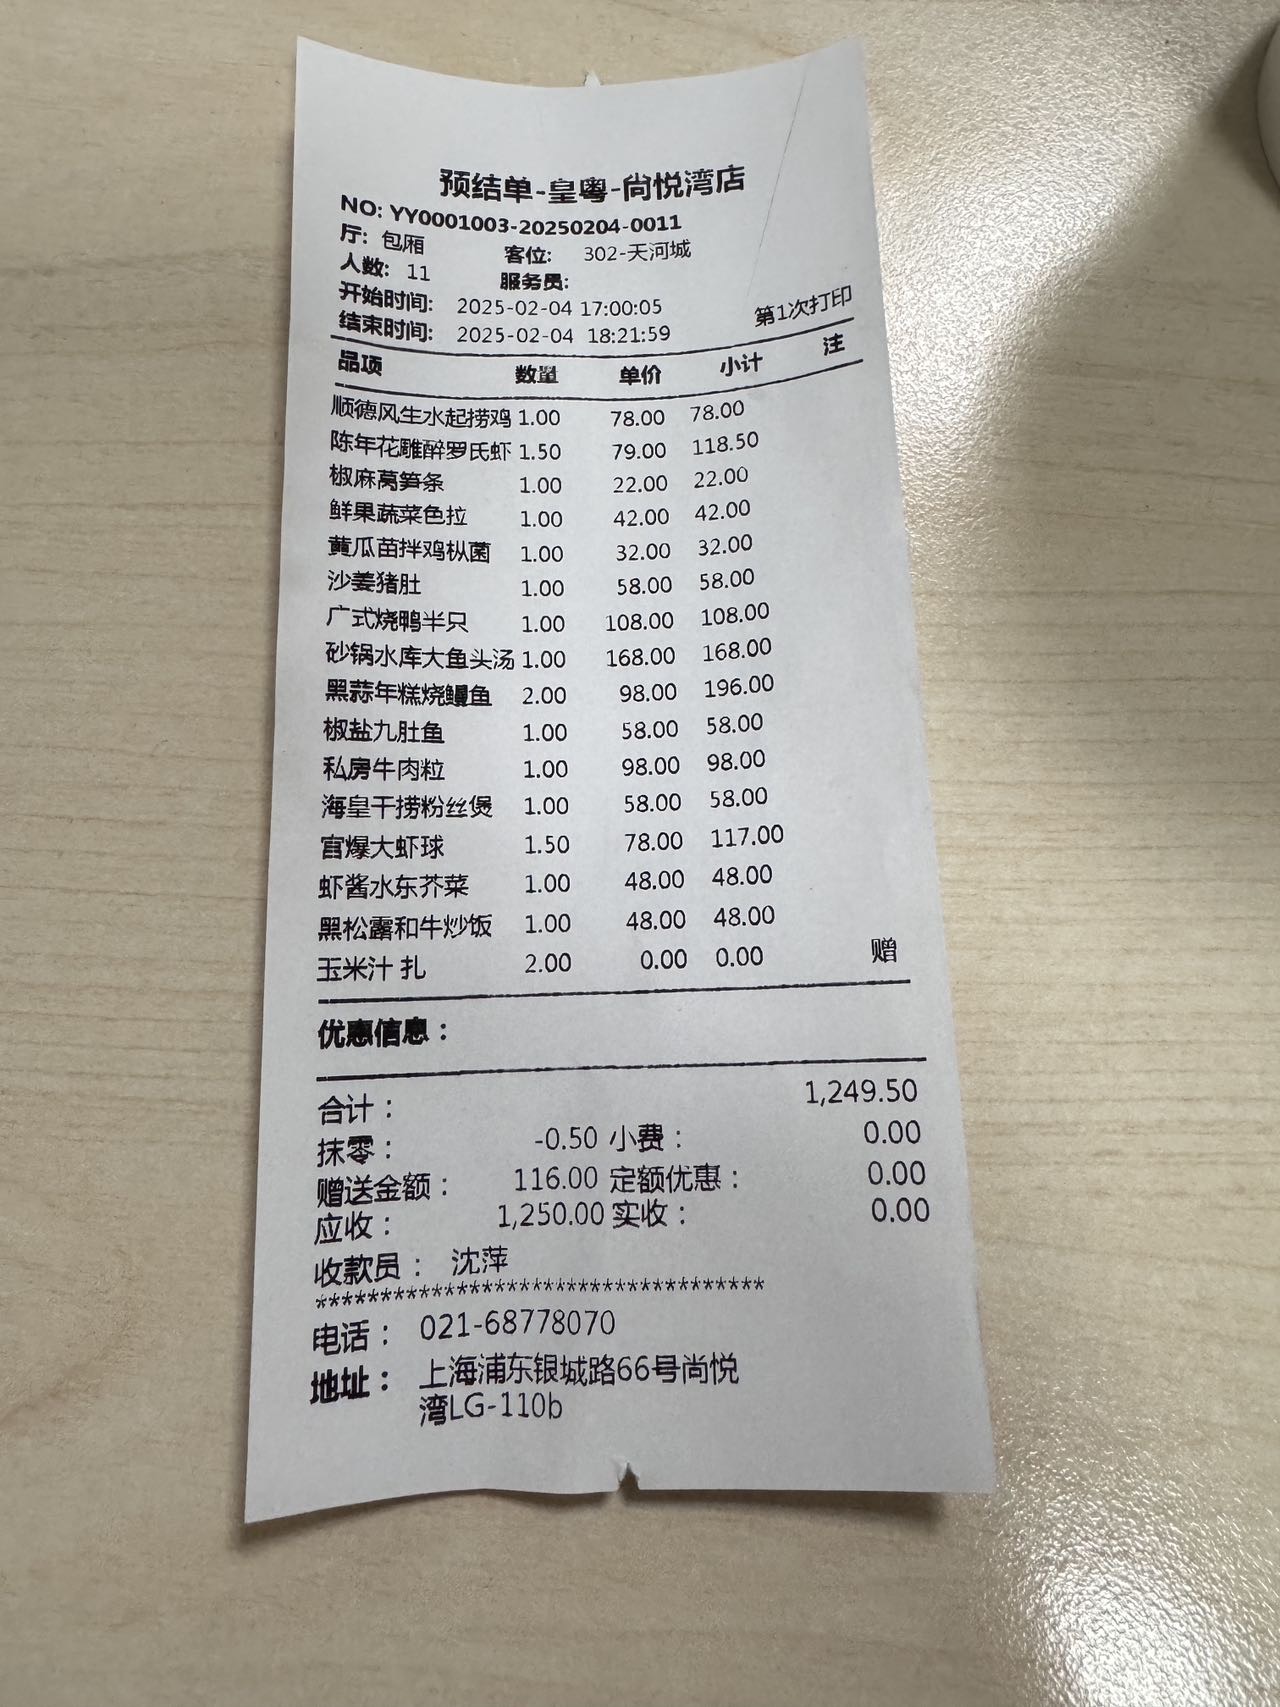 预结单-皇粤-尚悦湾店
NO: YY0001003-20250204-0011
厅: 包厢 客位: 302-天河城
人数: 11 服务员:
开始时间: 2025-02-04 17:00:05
结束时间: 2025-02-04 18:21:59 第1次打印
品项 数量 单价 小计 注
顺德风生水起捞鸡 1.00 78.00 78.00
陈年花雕醉罗氏虾 1.50 79.00 118.50
椒麻莴笋条 1.00 22.00 22.00
鲜果蔬菜色拉 1.00 42.00 42.00
黄瓜苗拌鸡枞菌 1.00 32.00 32.00
沙姜猪肚 1.00 58.00 58.00
广式烧鸭半只 1.00 108.00 108.00
砂锅水库大鱼头汤 1.00 168.00 168.00
黑蒜年糕烧鳗鱼 2.00 98.00 196.00
椒盐九肚鱼 1.00 58.00 58.00
私房牛肉粒 1.00 98.00 98.00
海皇干捞粉丝煲 1.00 58.00 58.00
宫爆大虾球 1.50 78.00 117.00
虾酱水东芥菜 1.00 48.00 48.00
黑松露和牛炒饭 1.00 48.00 48.00
玉米汁 扎 2.00 0.00 0.00 赠
优惠信息：
合计： 1,249.50
抹零： -0.50 小费： 0.00
赠送金额： 116.00 定额优惠： 0.00
应收： 1,250.00 实收： 0.00
收款员： 沈萍
***********************************
电话： 021-68778070
地址： 上海浦东银城路66号尚悦
湾LG-110b